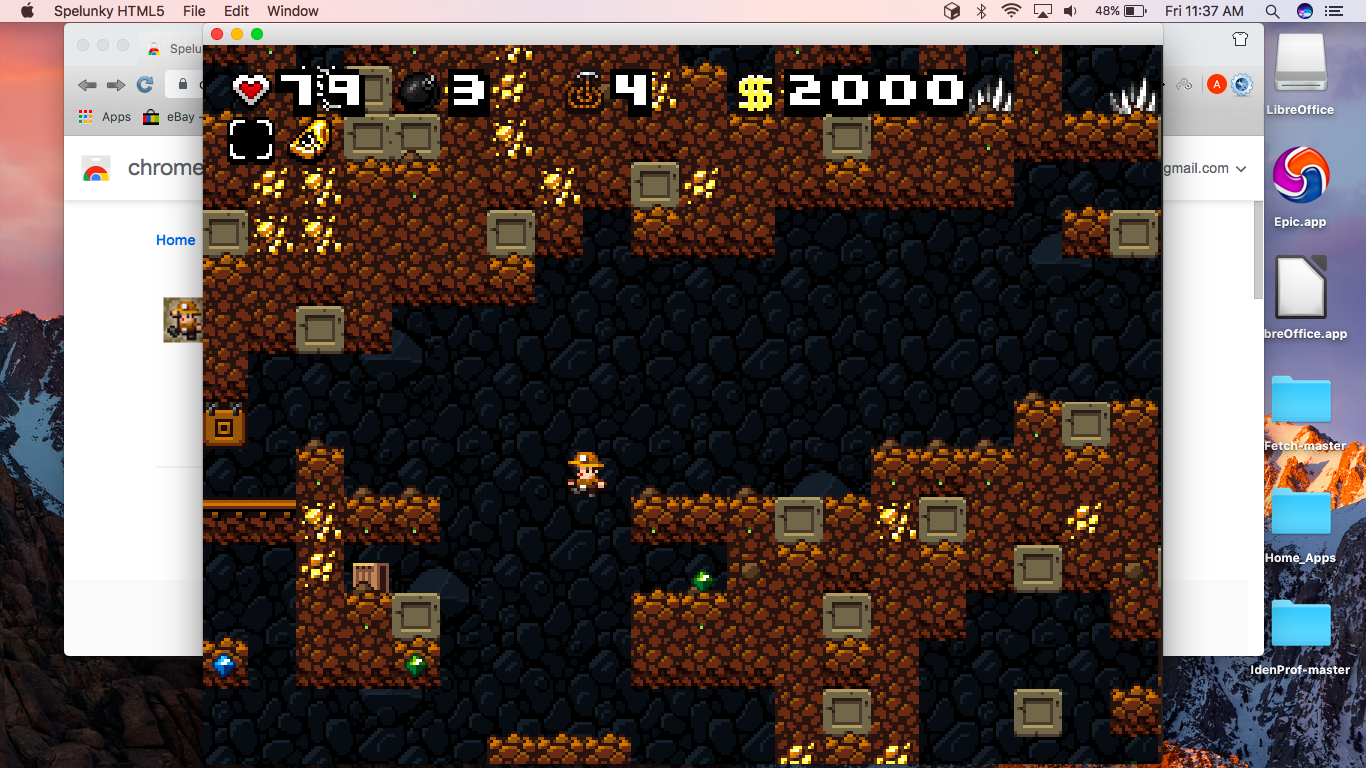 Spelunky HTML5 File Edit Window 48% Fri 11:37 AM
Spelu
Apps eBay –
79 3 4 $2000
chrome gmail.com
Home
A
LibreOffice
Epic.app
breOffice.app
Fetch-master
Home_Apps
IdenProf-master